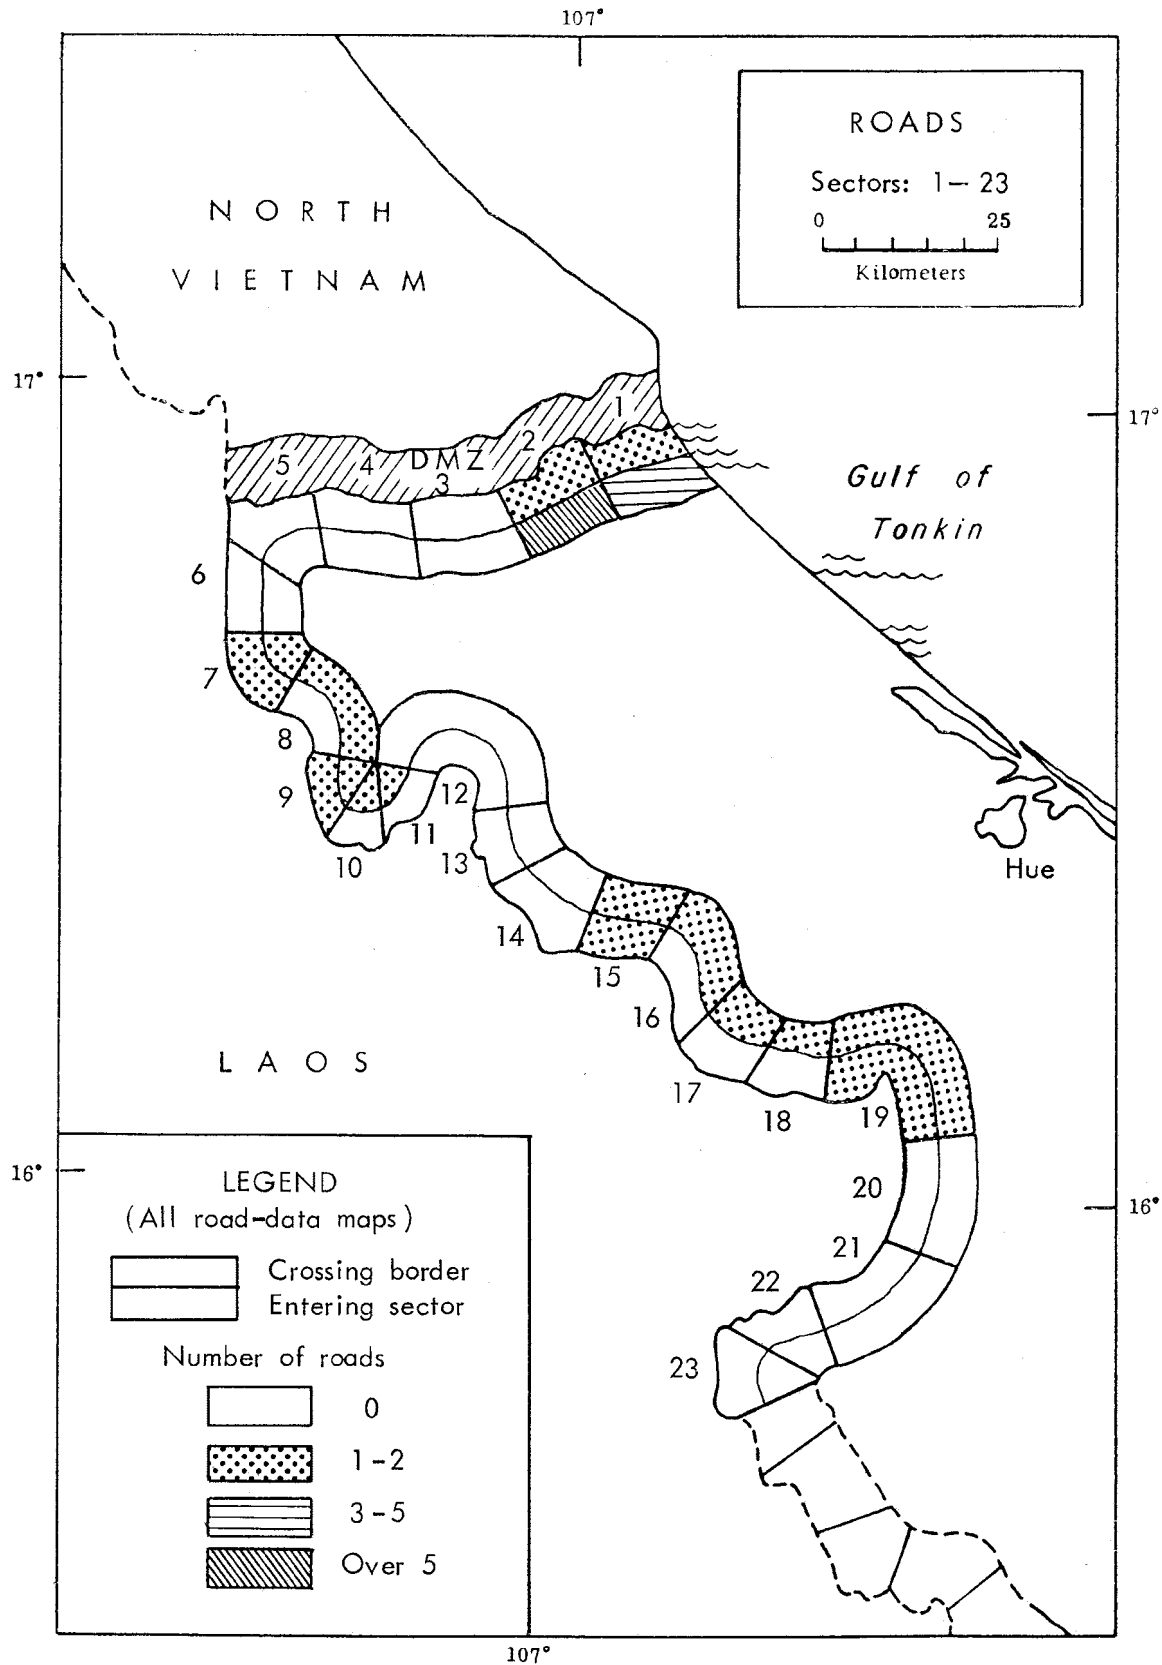 107°
ROADS
Sectors: 1–23
0 25
Kilometers
NORTH
VIETNAM
17°
17°
1
2
DMZ
3
4
5
Gulf of
Tonkin
6
7
8
9
10
11
12
13
Hue
14
15
16
17
18
19
LAOS
16°
16°
20
21
22
23
LEGEND
(All road-data maps)
Crossing border
Entering sector
Number of roads
0
1-2
3-5
Over 5
107°